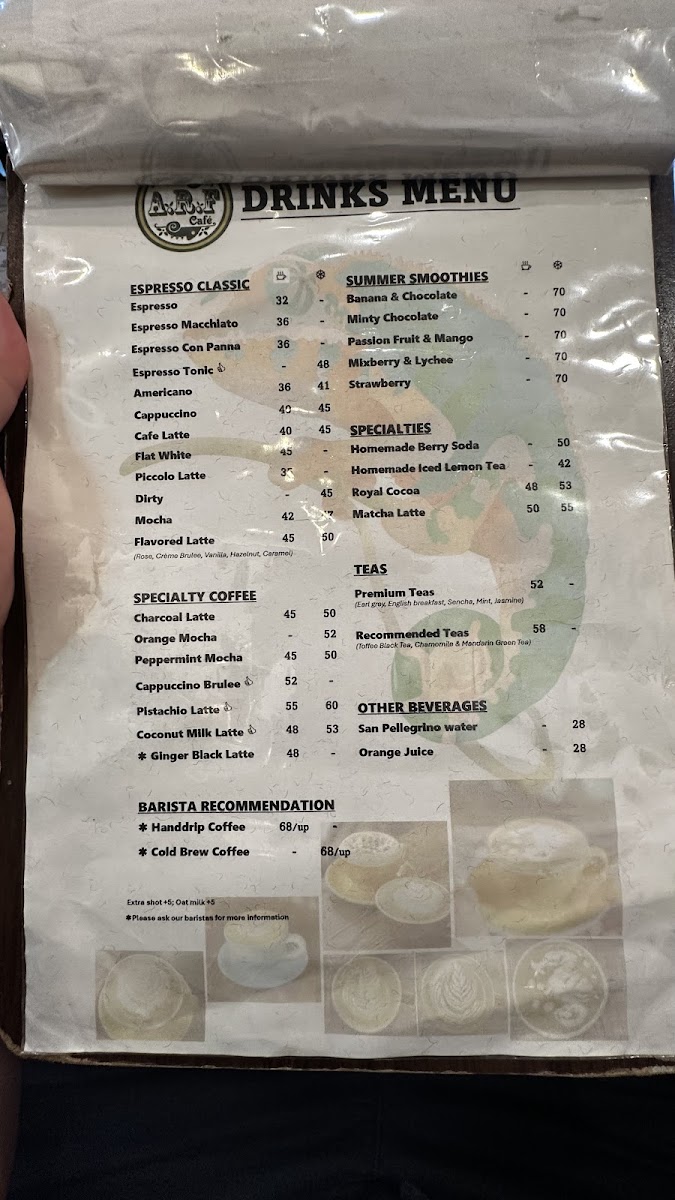 A.R.F
Café.
DRINKS MENU
ESPRESSO CLASSIC
Espresso 32 -
Espresso Macchiato 36 -
Espresso Con Panna 36 -
Espresso Tonic - 48
Americano 36 41
Cappuccino 40 45
Cafe Latte 40 45
Flat White 45 -
Piccolo Latte -
Dirty - 45
Mocha 42
Flavored Latte 45 50
(Rose, Crème Brulee, Vanilla, Hazelnut, Caramel)
SPECIALTY COFFEE
Charcoal Latte 45 50
Orange Mocha - 52
Peppermint Mocha 45 50
Cappuccino Brulee 52 -
Pistachio Latte 55 60
Coconut Milk Latte 48 53
✱ Ginger Black Latte 48 -
BARISTA RECOMMENDATION
✱ Handdrip Coffee 68/up -
✱ Cold Brew Coffee - 68/up
Extra shot +5; Oat milk +5
✱Please ask our baristas for more information
SUMMER SMOOTHIES
Banana & Chocolate - 70
Minty Chocolate - 70
Passion Fruit & Mango - 70
Mixberry & Lychee - 70
Strawberry - 70
SPECIALTIES
Homemade Berry Soda - 50
Homemade Iced Lemon Tea - 42
Royal Cocoa 48 53
Matcha Latte 50 55
TEAS
Premium Teas 52 -
(Earl grey, English breakfast, Sencha, Mint, Jasmine)
Recommended Teas 58 -
(Toffee Black Tea, Chamomile & Mandarin Green Tea)
OTHER BEVERAGES
San Pellegrino water - 28
Orange Juice - 28